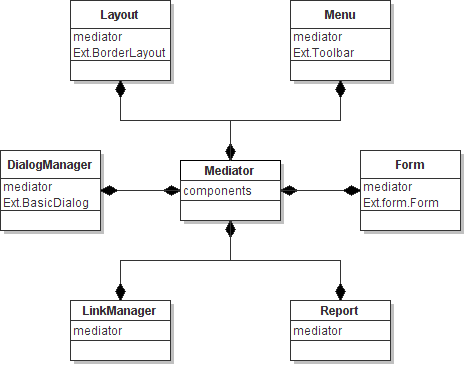 Layout
mediator
Ext.BorderLayout
Menu
mediator
Ext.Toolbar
DialogManager
mediator
Ext.BasicDialog
Mediator
components
Form
mediator
Ext.form.Form
LinkManager
mediator
Report
mediator